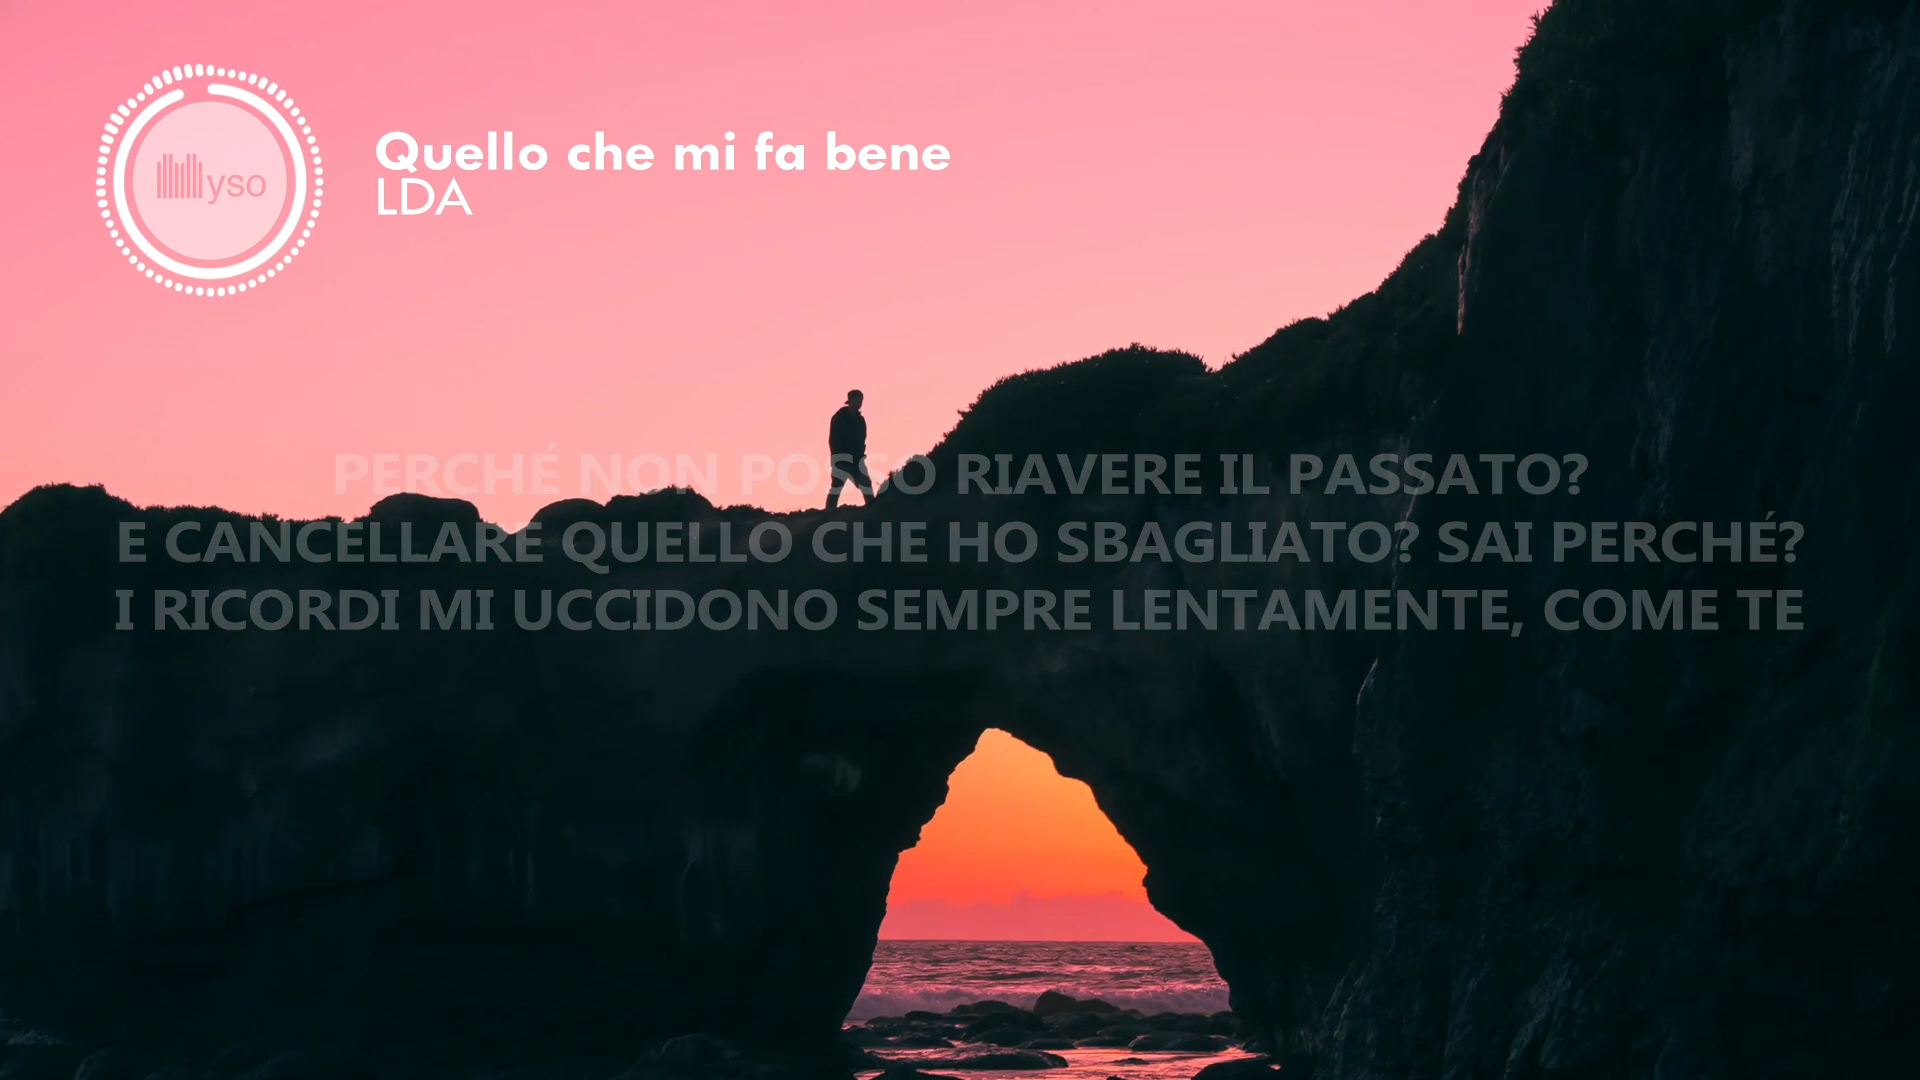 yso
Quello che mi fa bene
LDA
PERCHÉ NON POSSO RIAVERE IL PASSATO?
E CANCELLARE QUELLO CHE HO SBAGLIATO? SAI PERCHÉ?
I RICORDI MI UCCIDONO SEMPRE LENTAMENTE, COME TE